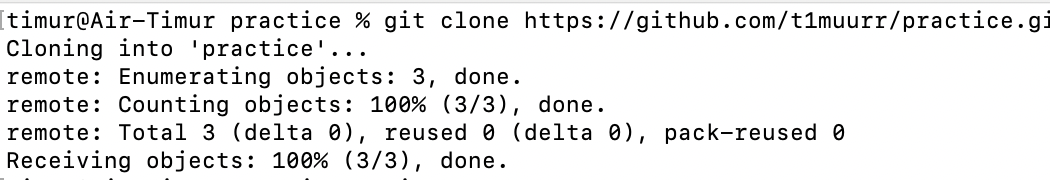 timur@Air-Timur practice % git clone https://github.com/t1muurr/practice.gi
Cloning into 'practice'...
remote: Enumerating objects: 3, done.
remote: Counting objects: 100% (3/3), done.
remote: Total 3 (delta 0), reused 0 (delta 0), pack-reused 0
Receiving objects: 100% (3/3), done.